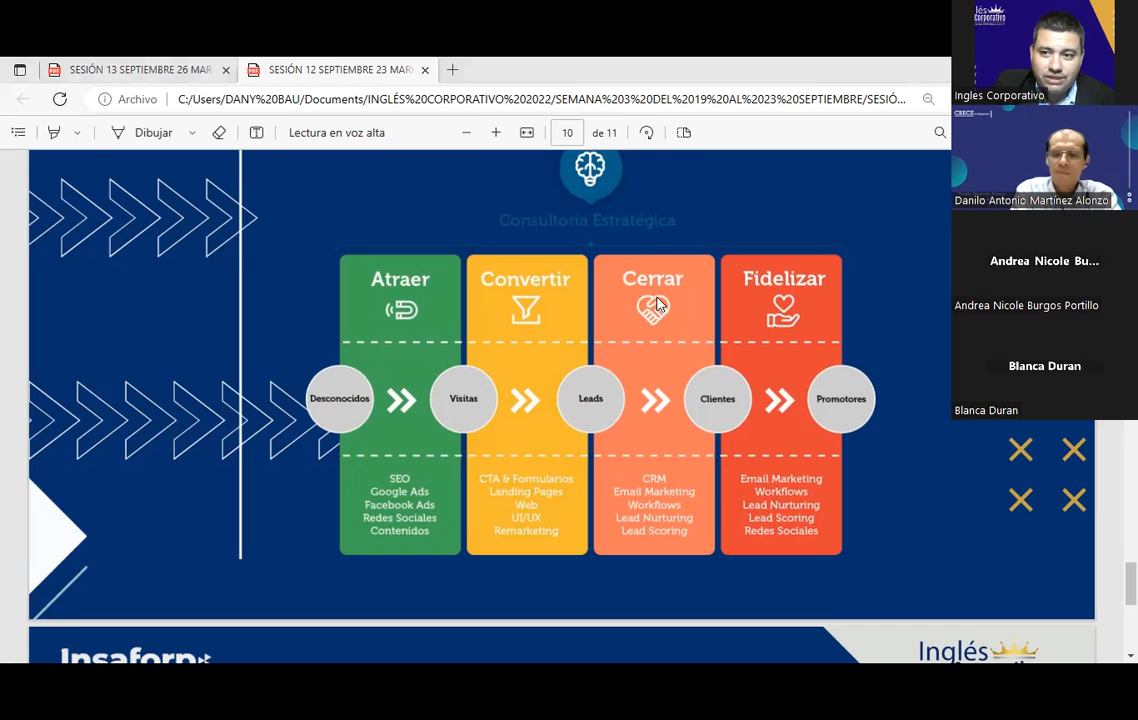 SESIÓN 13 SEPTIEMBRE 26 MAR
SESIÓN 12 SEPTIEMBRE 23 MAR
Archivo
C:/Users/DANY%20BAU/Documents/INGLÉS%20CORPORATIVO%202022/SEMANA%203%20DEL%2019%20AL%2023%20SEPTIEMBRE/SESIÓ...
Dibujar
Lectura en voz alta
10
de 11
Consultoría Estratégica
Atraer
Convertir
Cerrar
Fidelizar
Desconocidos
Visitas
Leads
Clientes
Promotores
SEO
Google Ads
Facebook Ads
Redes Sociales
Contenidos
CTA & Formularios
Landing Pages
Web
UI/UX
Remarketing
CRM
Email Marketing
Workflows
Lead Nurturing
Lead Scoring
Email Marketing
Workflows
Lead Nurturing
Lead Scoring
Redes Sociales
Insaforp
Inglés
Corporativo
Ingles Corporativo
CRECE
Danilo Antonio Martínez Alonzo
Andrea Nicole Bu...
Andrea Nicole Burgos Portillo
Blanca Duran
Blanca Duran